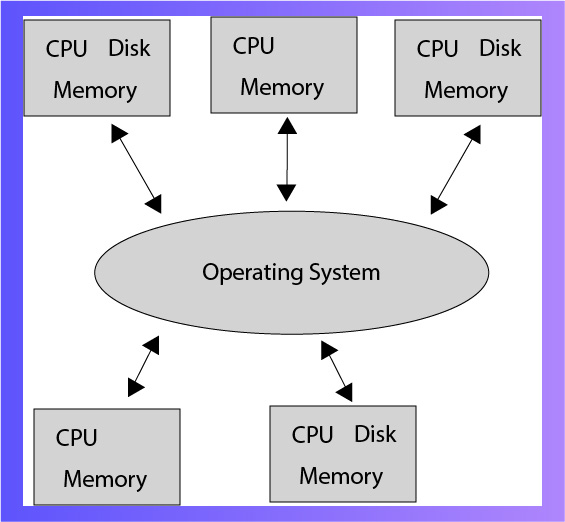 CPU Disk
Memory
CPU
Memory
CPU Disk
Memory
Operating System
CPU
Memory
CPU Disk
Memory